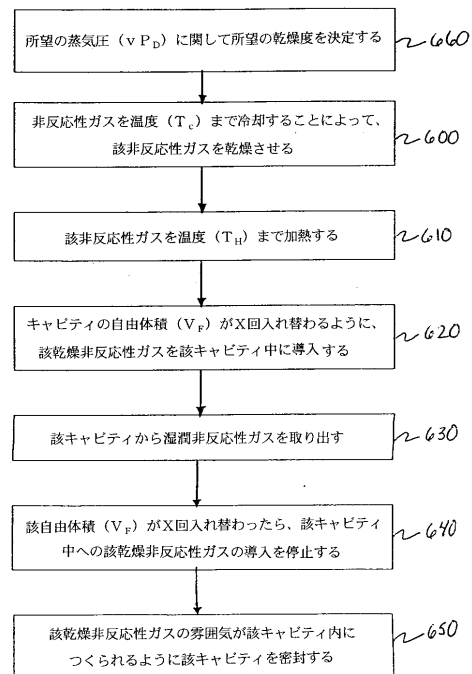 所望の蒸気圧（vP_D）に関して所望の乾燥度を決定する
660
非反応性ガスを温度（T_c）まで冷却することによって、
該非反応性ガスを乾燥させる
600
該非反応性ガスを温度（T_H）まで加熱する
610
キャビティの自由体積（V_F）がX回入れ替わるように、
該乾燥非反応性ガスを該キャビティ中に導入する
620
該キャビティから湿潤非反応性ガスを取り出す
630
該自由体積（V_F）がX回入れ替わったら、該キャビティ
中への該乾燥非反応性ガスの導入を停止する
640
該乾燥非反応性ガスの雰囲気が該キャビティ内に
つくられるように該キャビティを密封する
650